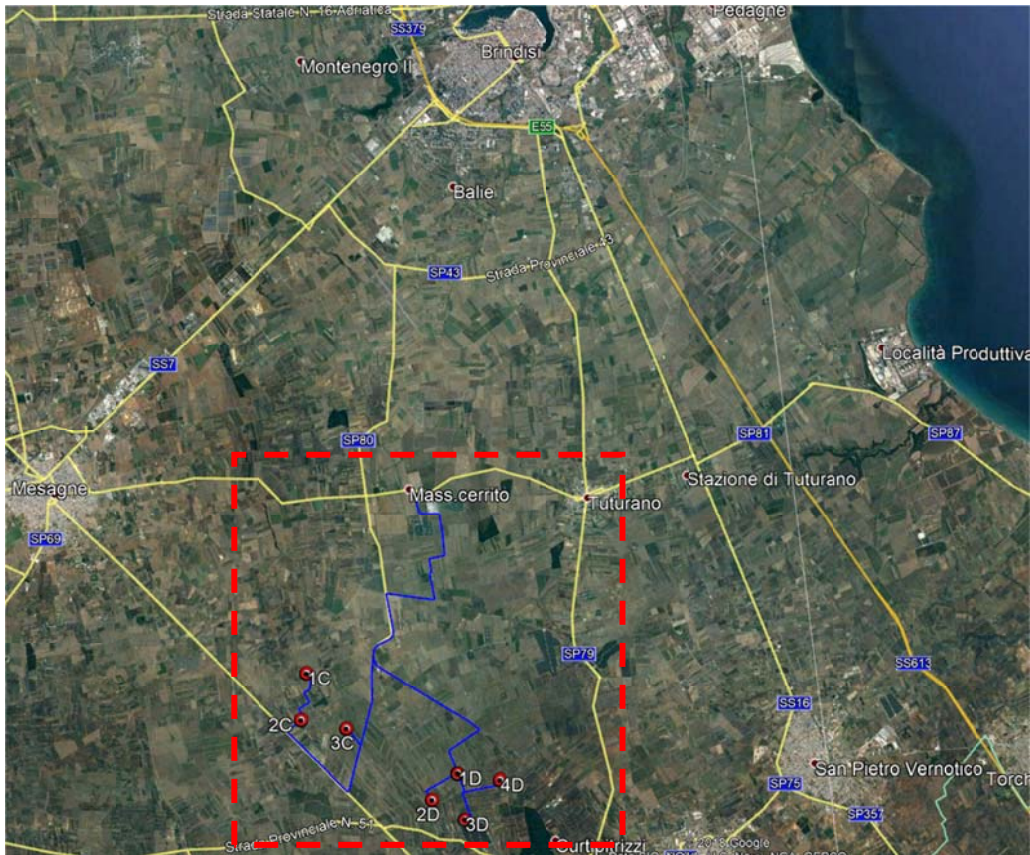 Strada Statale N. 16 Adriatica
Pedagne
SS379
Brindisi
Montenegro II
E55
Balie
Strada Provinciale 43
SP43
Località Produttiva
SS7
SP80
SP81
SP87
Mesagne
Mass.cerrito
Stazione di Tuturano
Tuturano
SP69
SP79
SS613
1C
SS16
2C
3C
1D
4D
San Pietro Vernotico
Torch
SP75
2D
SP357
3D
Strada Provinciale N. 51
Curtipitrizzi
© 2018 Google